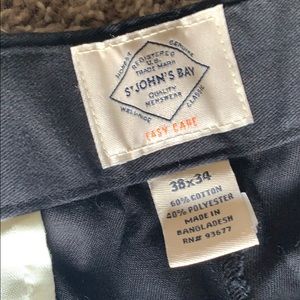 HONEST
GENUINE
REGISTERED
U.S.
TRADE MARK
ST JOHN'S BAY
QUALITY
MENSWEAR
WELL-MADE
CLASSIC
EASY CARE
38x34
60% COTTON
40% POLYESTER
MADE IN
BANGLADESH
RN# 93677